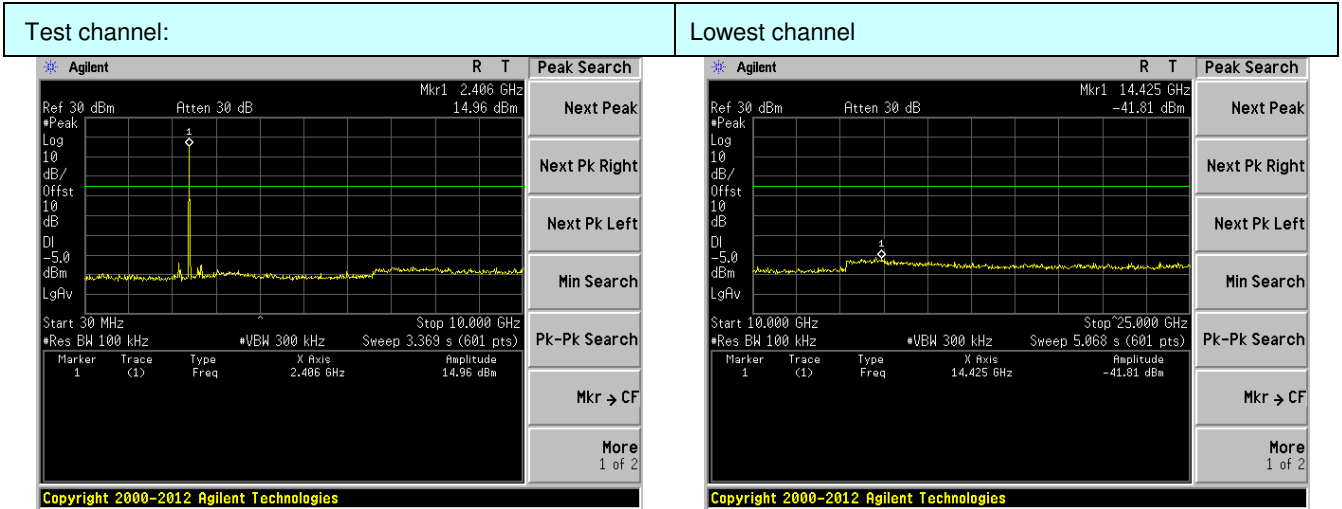 Test channel:
Lowest channel
Agilent R T Peak Search
Mkr1 2.406 GHz
Ref 30 dBm Atten 30 dB 14.96 dBm
#Peak
Log
10
dB/
Offst
10
dB
DI
-5.0
dBm
LgAv
1
Start 30 MHz ^ Stop 10.000 GHz
#Res BW 100 kHz #VBW 300 kHz Sweep 3.369 s (601 pts)
Marker Trace Type X Axis Amplitude
1 (1) Freq 2.406 GHz 14.96 dBm
Next Peak
Next Pk Right
Next Pk Left
Min Search
Pk-Pk Search
Mkr → CF
More
1 of 2
Copyright 2000-2012 Agilent Technologies
Agilent R T Peak Search
Mkr1 14.425 GHz
Ref 30 dBm Atten 30 dB -41.81 dBm
#Peak
Log
10
dB/
Offst
10
dB
DI
-5.0
dBm
LgAv
1
Start 10.000 GHz Stop^25.000 GHz
#Res BW 100 kHz #VBW 300 kHz Sweep 5.068 s (601 pts)
Marker Trace Type X Axis Amplitude
1 (1) Freq 14.425 GHz -41.81 dBm
Next Peak
Next Pk Right
Next Pk Left
Min Search
Pk-Pk Search
Mkr → CF
More
1 of 2
Copyright 2000-2012 Agilent Technologies